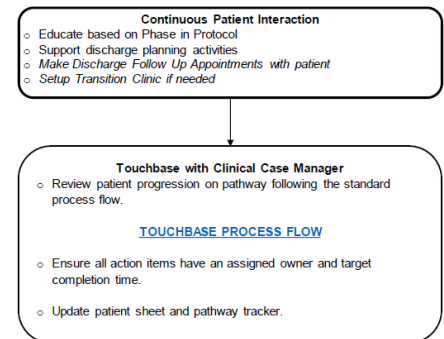 Continuous Patient Interaction
o Educate based on Phase in Protocol
o Support discharge planning activities
o Make Discharge Follow Up Appointments with patient
o Setup Transition Clinic if needed
Touchbase with Clinical Case Manager
o Review patient progression on pathway following the standard
process flow.
TOUCHBASE PROCESS FLOW
o Ensure all action items have an assigned owner and target
completion time.
o Update patient sheet and pathway tracker.